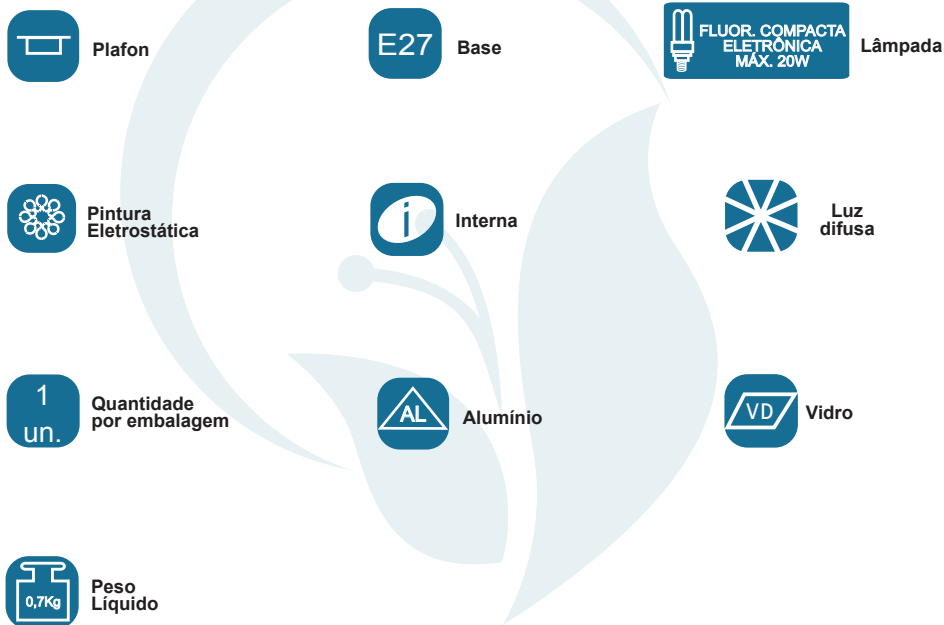 Plafon
E27
Base
FLUOR. COMPACTA
ELETRÔNICA
MÁX. 20W
Lâmpada
Pintura
Eletrostática
i
Interna
Luz
difusa
1
un.
Quantidade
por embalagem
AL
Alumínio
VD
Vidro
0,7Kg
Peso
Líquido